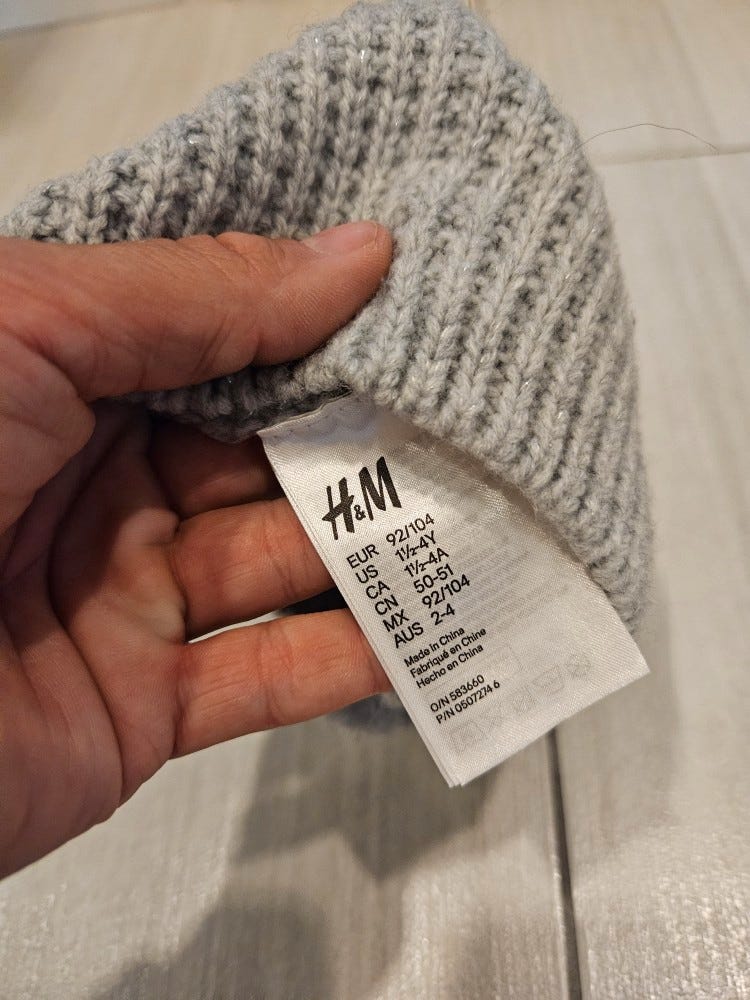 H&M
EUR 92/104
US 1½-4Y
CA 1½-4A
CN 50-51
MX 92/104
AUS 2-4
Made in China
Fabriqué en Chine
Hecho en China
O/N 583660
P/N 0507274 6